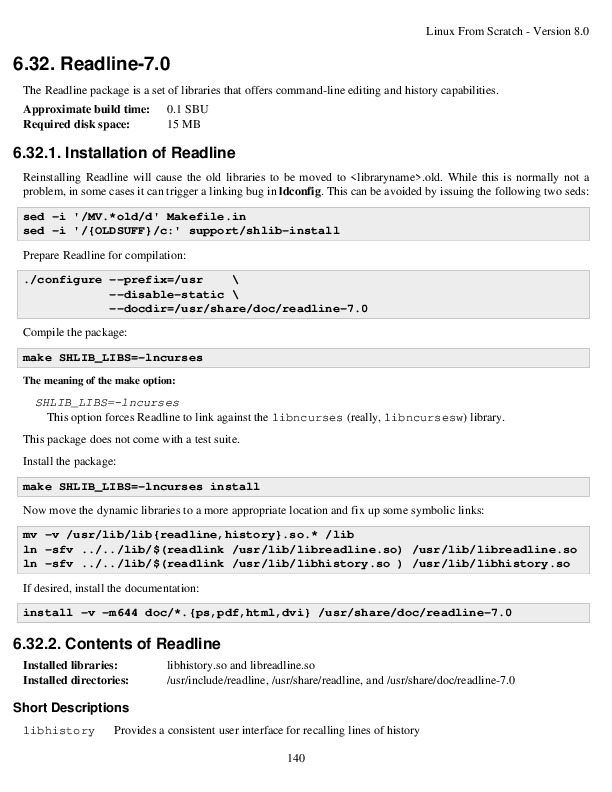 Linux From Scratch - Version 8.0
6.32. Readline-7.0
The Readline package is a set of libraries that offers command-line editing and history capabilities.
Approximate build time: 0.1 SBU
Required disk space: 15 MB
6.32.1. Installation of Readline
Reinstalling Readline will cause the old libraries to be moved to <libraryname>.old. While this is normally not a
problem, in some cases it can trigger a linking bug in ldconfig. This can be avoided by issuing the following two seds:
sed -i '/MV.*old/d' Makefile.in
sed -i '/{OLDSUFF}/c:' support/shlib-install
Prepare Readline for compilation:
./configure --prefix=/usr \
--disable-static \
--docdir=/usr/share/doc/readline-7.0
Compile the package:
make SHLIB_LIBS=-lncurses
The meaning of the make option:
SHLIB_LIBS=-lncurses
This option forces Readline to link against the libncurses (really, libncursesw) library.
This package does not come with a test suite.
Install the package:
make SHLIB_LIBS=-lncurses install
Now move the dynamic libraries to a more appropriate location and fix up some symbolic links:
mv -v /usr/lib/lib{readline,history}.so.* /lib
ln -sfv ../../lib/$(readlink /usr/lib/libreadline.so) /usr/lib/libreadline.so
ln -sfv ../../lib/$(readlink /usr/lib/libhistory.so ) /usr/lib/libhistory.so
If desired, install the documentation:
install -v -m644 doc/*.{ps,pdf,html,dvi} /usr/share/doc/readline-7.0
6.32.2. Contents of Readline
Installed libraries: libhistory.so and libreadline.so
Installed directories: /usr/include/readline, /usr/share/readline, and /usr/share/doc/readline-7.0
Short Descriptions
libhistory Provides a consistent user interface for recalling lines of history
140